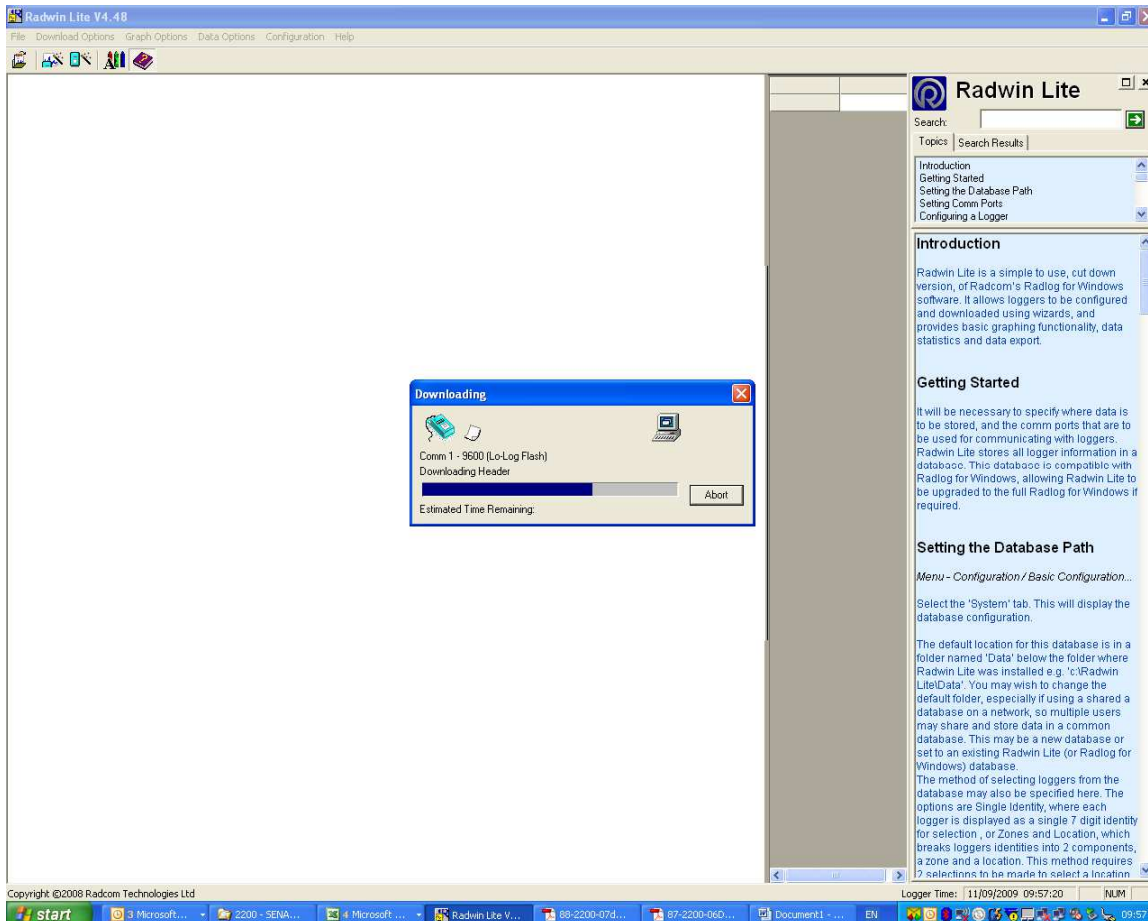 Radwin Lite V4.48
File Download Options Graph Options Data Options Configuration Help
Radwin Lite
Search:
Topics Search Results
Introduction
Getting Started
Setting the Database Path
Setting Comm Ports
Configuring a Logger
Introduction
Radwin Lite is a simple to use, cut down
version, of Radcom's Radlog for Windows
software. It allows loggers to be configured
and downloaded using wizards, and
provides basic graphing functionality, data
statistics and data export.
Getting Started
It will be necessary to specify where data is
to be stored, and the comm ports that are to
be used for communicating with loggers.
Radwin Lite stores all logger information in a
database. This database is compatible with
Radlog for Windows, allowing Radwin Lite to
be upgraded to the full Radlog for Windows if
required.
Setting the Database Path
Menu - Configuration / Basic Configuration...
Select the 'System' tab. This will display the
database configuration.
The default location for this database is in a
folder named 'Data' below the folder where
Radwin Lite was installed e.g. 'c:\Radwin
Lite\Data'. You may wish to change the
default folder, especially if using a shared a
database on a network, so multiple users
may share and store data in a common
database. This may be a new database or
set to an existing Radwin Lite (or Radlog for
Windows) database.
The method of selecting loggers from the
database may also be specified here. The
options are Single Identity, where each
logger is displayed as a single 7 digit identity
for selection , or Zones and Location, which
breaks loggers identities into 2 components,
a zone and a location. This method requires
2 selections to be made to select a location
Downloading
Comm 1 - 9600 (Lo-Log Flash)
Downloading Header
Abort
Estimated Time Remaining:
Copyright ©2008 Radcom Technologies Ltd
Logger Time: 11/09/2009 09:57:20 NUM
start 3 Microsoft... 2200 - SENA... 4 Microsoft ... Radwin Lite V... 88-2200-07d... 87-2200-06D... Document1 - ... EN 09:57